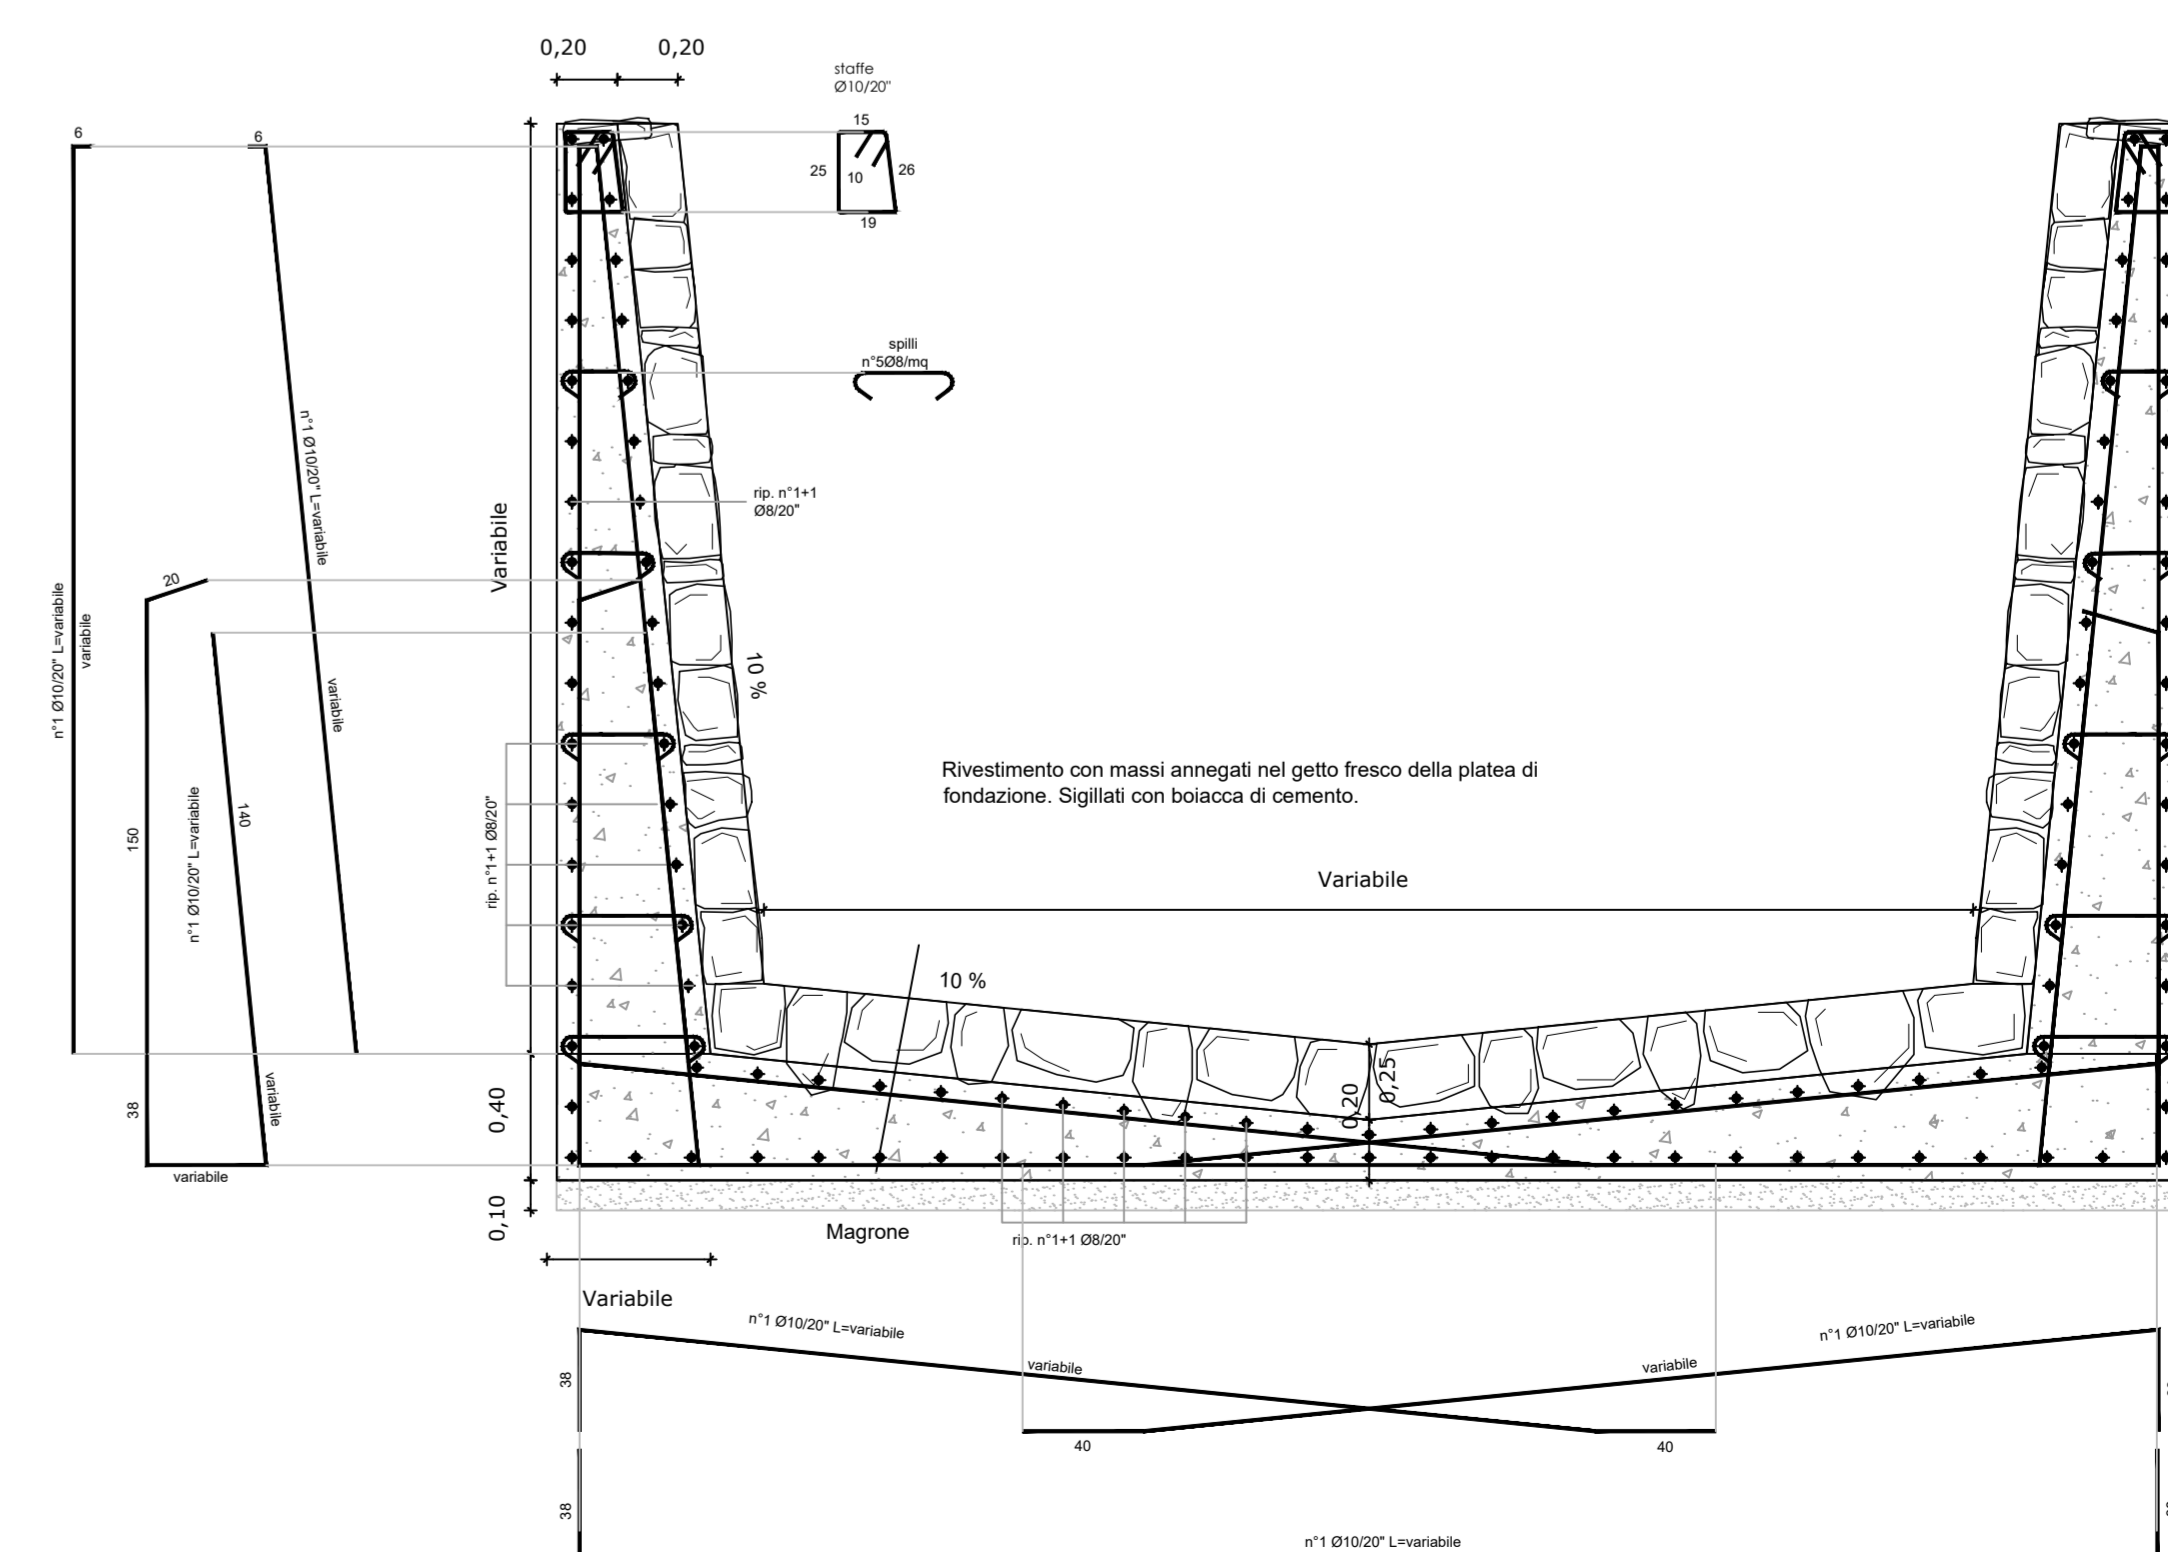 0,20
0,20
staffe
Ø10/20"
15
25
10
26
19
6
6
spilli
n°5Ø8/mq
n°1 Ø10/20" L=variabile
variabile
n°1 Ø10/20" L=variabile
variabile
rip. n°1+1
Ø8/20"
Variabile
20
10 %
150
n°1 Ø10/20" L=variabile
140
rip. n°1+1 Ø8/20"
Rivestimento con massi annegati nel getto fresco della platea di
fondazione. Sigillati con boiacca di cemento.
Variabile
10 %
38
variabile
variabile
0,40
0,20
0,25
0,10
Magrone
rip. n°1+1 Ø8/20"
Variabile
n°1 Ø10/20" L=variabile
n°1 Ø10/20" L=variabile
variabile
variabile
38
40
40
38
n°1 Ø10/20" L=variabile